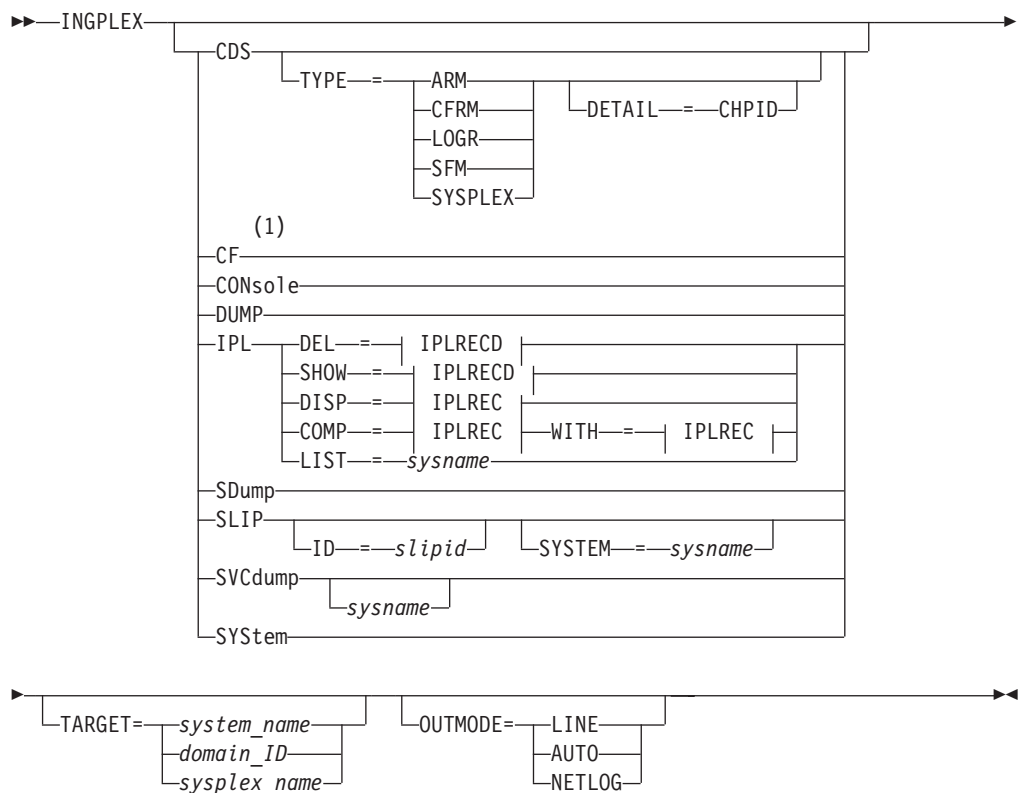 INGPLEX
CDS
TYPE = ARM
CFRM DETAIL = CHPID
LOGR
SFM
SYSPLEX
(1)
CF
CONsole
DUMP
IPL DEL = IPLRECD
SHOW = IPLRECD
DISP = IPLREC
COMP = IPLREC WITH = IPLREC
LIST = sysname
SDump
SLIP
ID = slipid SYSTEM = sysname
SVCdump
sysname
SYStem
TARGET= system_name OUTMODE= LINE
domain_ID AUTO
sysplex_name NETLOG